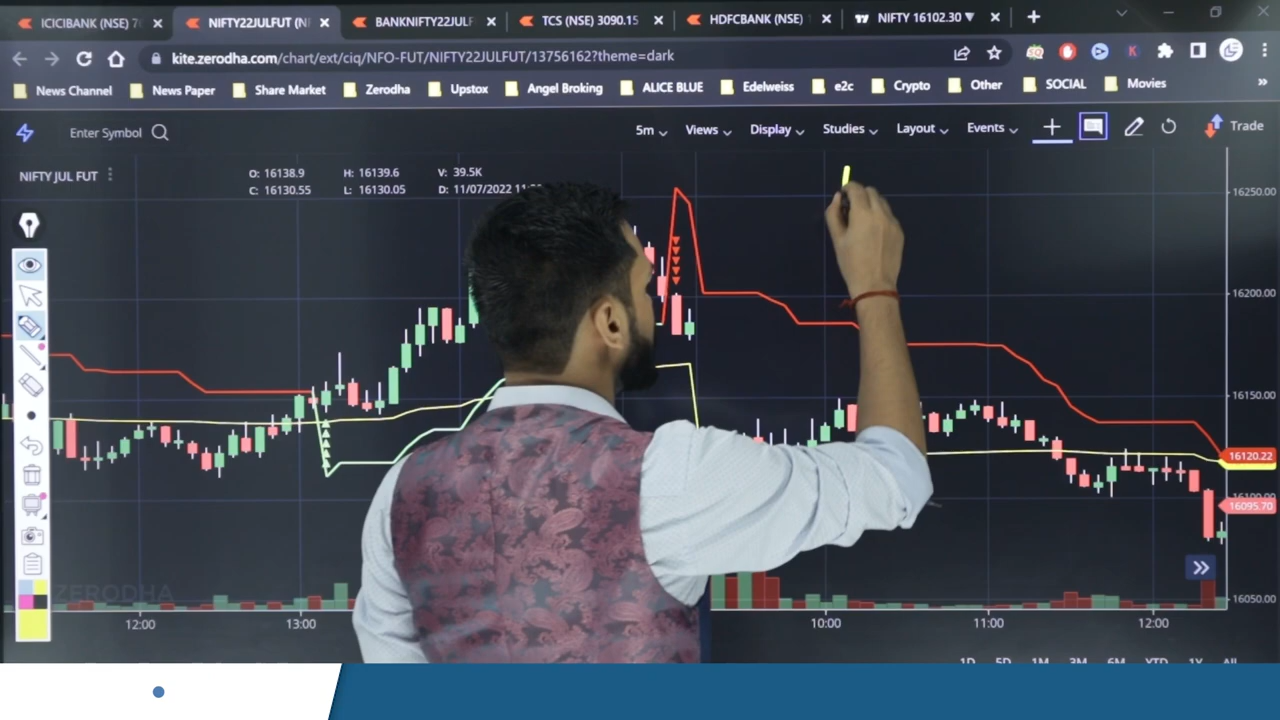 ICICIBANK (NSE) 7
NIFTY22JULFUT (N
BANKNIFTY22JULF
TCS (NSE) 3090.15
HDFCBANK (NSE)
NIFTY 16102.30 ▼
kite.zerodha.com/chart/ext/ciq/NFO-FUT/NIFTY22JULFUT/13756162?theme=dark
News Channel
News Paper
Share Market
Zerodha
Upstox
Angel Broking
ALICE BLUE
Edelweiss
e2c
Crypto
Other
SOCIAL
Movies
Enter Symbol
5m
Views
Display
Studies
Layout
Events
Trade
NIFTY JUL FUT
O: 16138.9 H: 16139.6 V: 39.5K
C: 16130.55 L: 16130.05 D: 11/07/2022
16250.00
16200.00
16150.00
16120.22
16095.70
16050.00
ZERODHA
12:00 13:00 10:00 11:00 12:00
1D 5D 1M 3M 6M YTD 1Y All